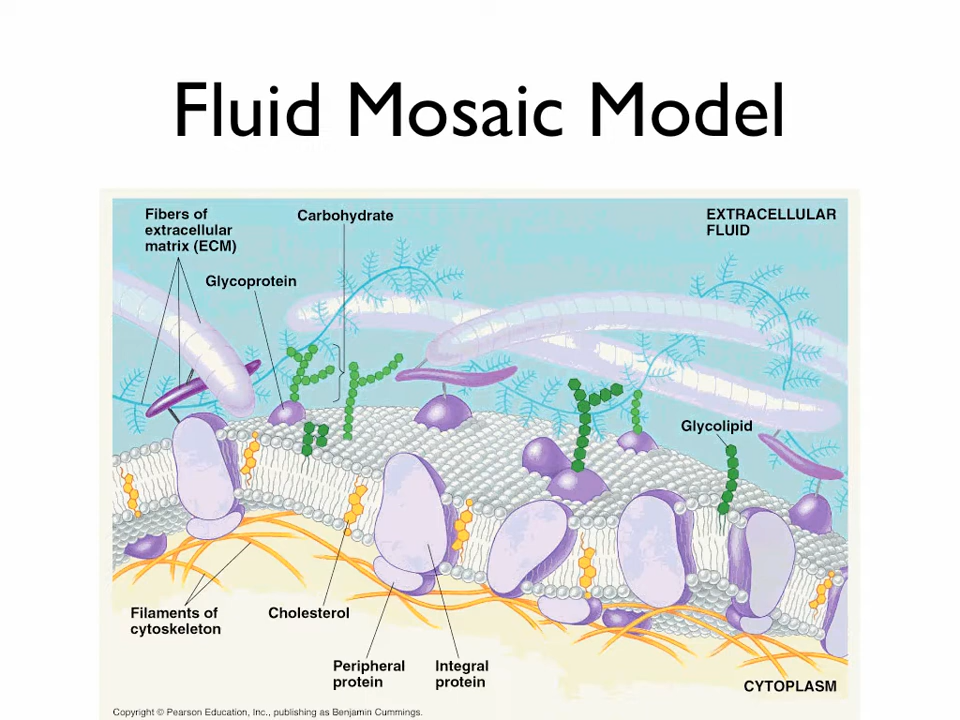 Fluid Mosaic Model
Fibers of
extracellular
matrix (ECM)
Carbohydrate
EXTRACELLULAR
FLUID
Glycoprotein
Glycolipid
Filaments of
cytoskeleton
Cholesterol
Peripheral
protein
Integral
protein
CYTOPLASM
Copyright © Pearson Education, Inc., publishing as Benjamin Cummings.